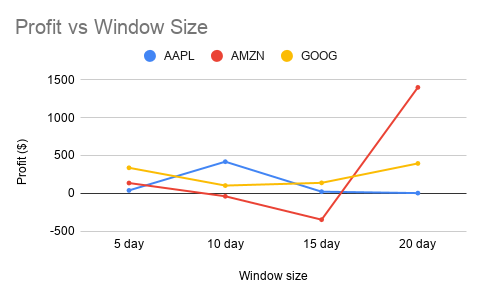 Profit vs Window Size
AAPL AMZN GOOG
Profit ($)
1500
1000
500
0
-500
5 day 10 day 15 day 20 day
Window size